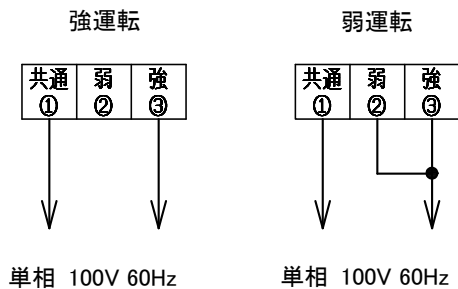 強運転
弱運転
共通 弱 強
① ② ③
共通 弱 強
① ② ③
単相 100V 60Hz
単相 100V 60Hz